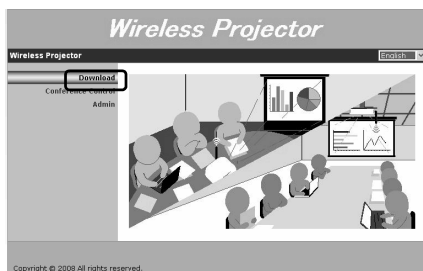 Wireless Projector
Wireless Projector
English
Download
Conference Control
Admin
Copyright © 2008 All rights reserved.